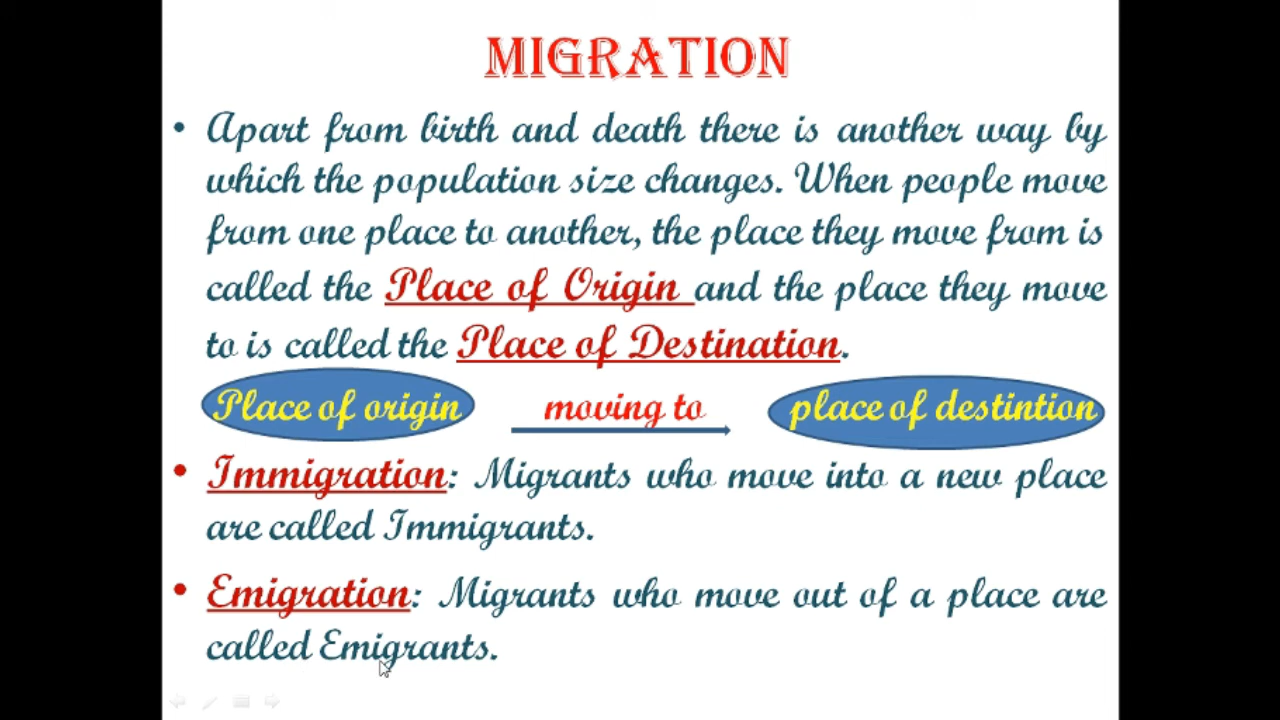 MIGRATION
• Apart from birth and death there is another way by
which the population size changes. When people move
from one place to another, the place they move from is
called the Place of Origin and the place they move
to is called the Place of Destination.
Place of origin moving to place of destintion
• Immigration: Migrants who move into a new place
are called Immigrants.
• Emigration: Migrants who move out of a place are
called Emigrants.